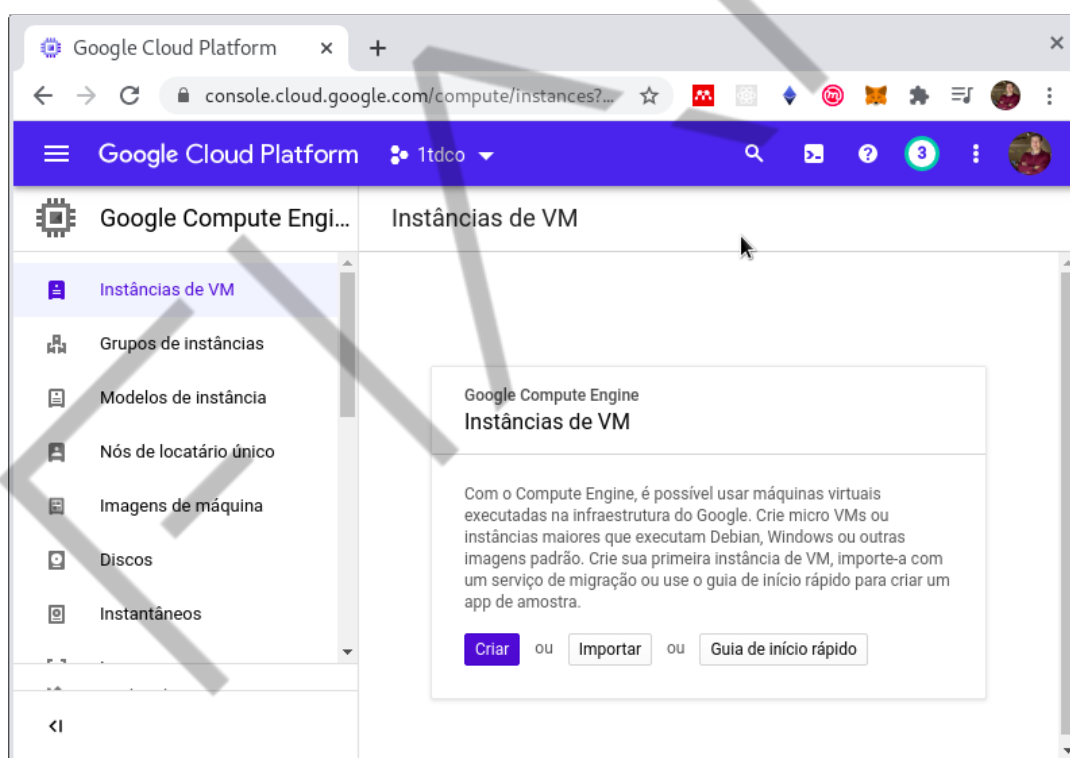 Google Cloud Platform
console.cloud.google.com/compute/instances?...
Google Cloud Platform
1tdco
3
Google Compute Engi...
Instâncias de VM
Instâncias de VM
Grupos de instâncias
Modelos de instância
Nós de locatário único
Imagens de máquina
Discos
Instantâneos
Google Compute Engine
Instâncias de VM
Com o Compute Engine, é possível usar máquinas virtuais
executadas na infraestrutura do Google. Crie micro VMs ou
instâncias maiores que executam Debian, Windows ou outras
imagens padrão. Crie sua primeira instância de VM, importe-a com
um serviço de migração ou use o guia de início rápido para criar um
app de amostra.
Criar ou Importar ou Guia de início rápido